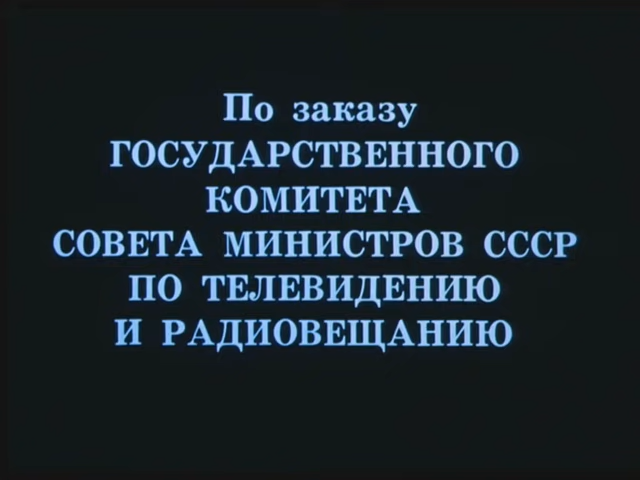 По заказу
ГОСУДАРСТВЕННОГО
КОМИТЕТА
СОВЕТА МИНИСТРОВ СССР
ПО ТЕЛЕВИДЕНИЮ
И РАДИОВЕЩАНИЮ